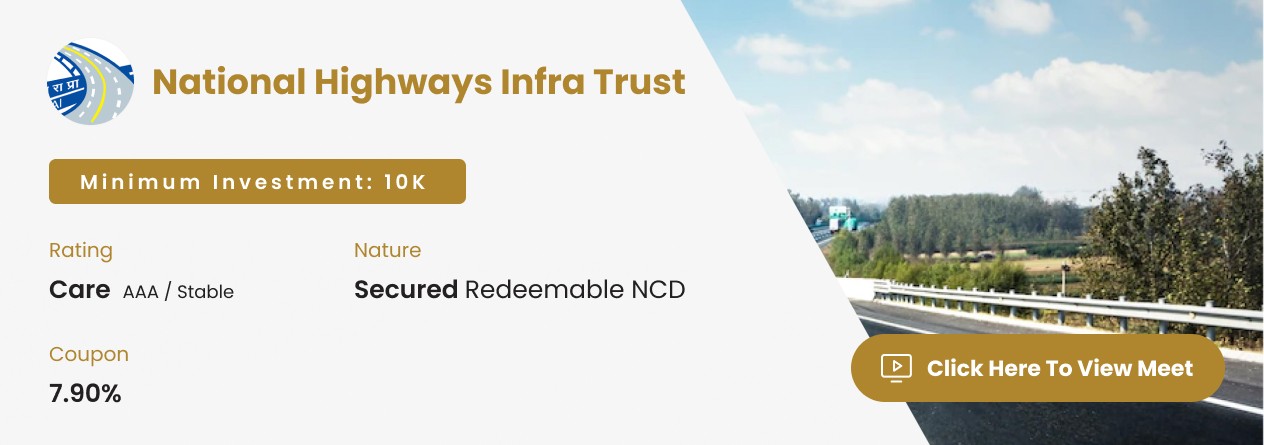 रा प्रा
National Highways Infra Trust
Minimum Investment: 10K
Rating
Nature
Care AAA / Stable
Secured Redeemable NCD
Coupon
7.90%
Click Here To View Meet